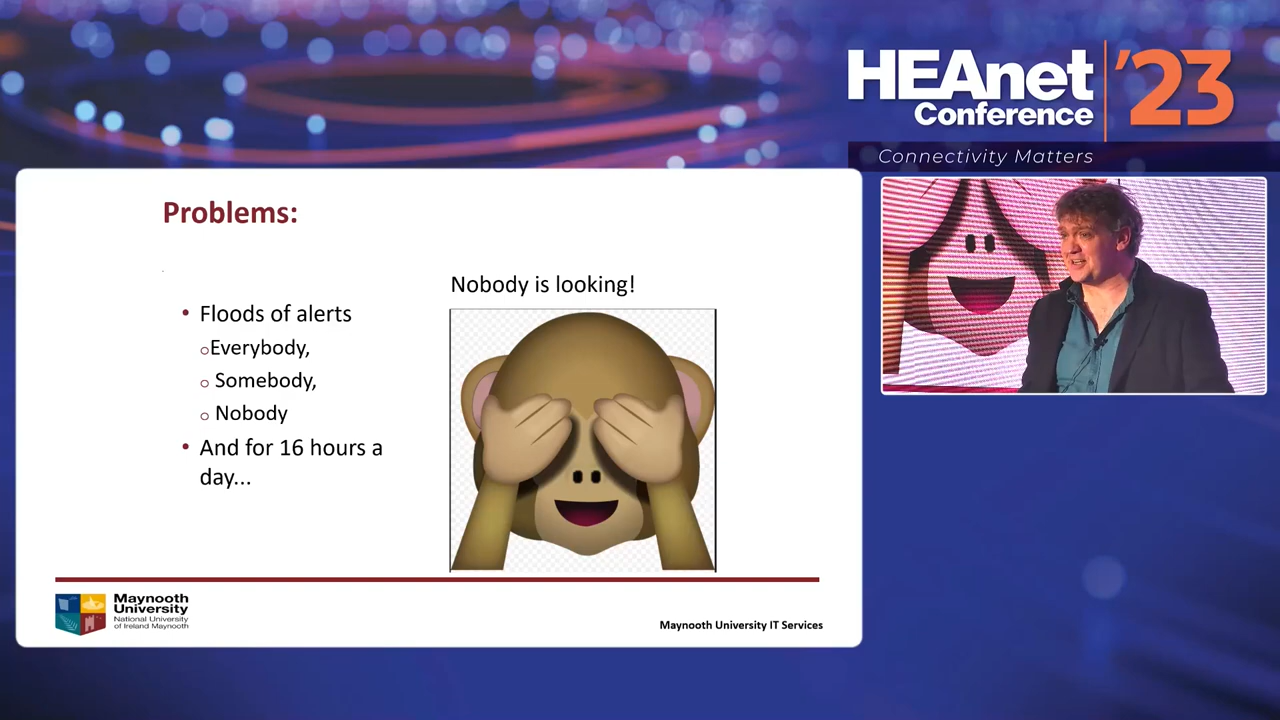 HEAnet
Conference
'23
Connectivity Matters
Problems:
• Floods of alerts
oEverybody,
o Somebody,
o Nobody
• And for 16 hours a
day...
Nobody is looking!
Maynooth
University
National University
of Ireland Maynooth
Maynooth University IT Services